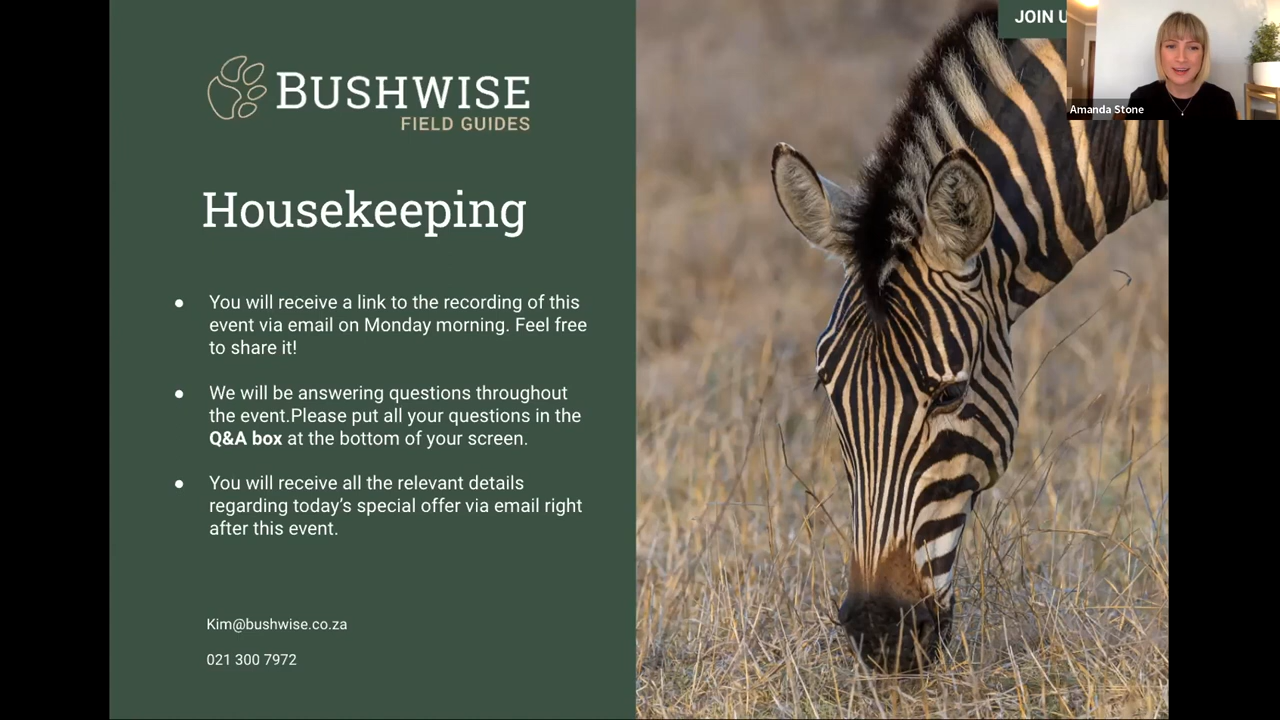 JOIN U
Amanda Stone
BUSHWISE
FIELD GUIDES
Housekeeping
● You will receive a link to the recording of this
event via email on Monday morning. Feel free
to share it!
● We will be answering questions throughout
the event.Please put all your questions in the
Q&A box at the bottom of your screen.
● You will receive all the relevant details
regarding today's special offer via email right
after this event.
Kim@bushwise.co.za
021 300 7972